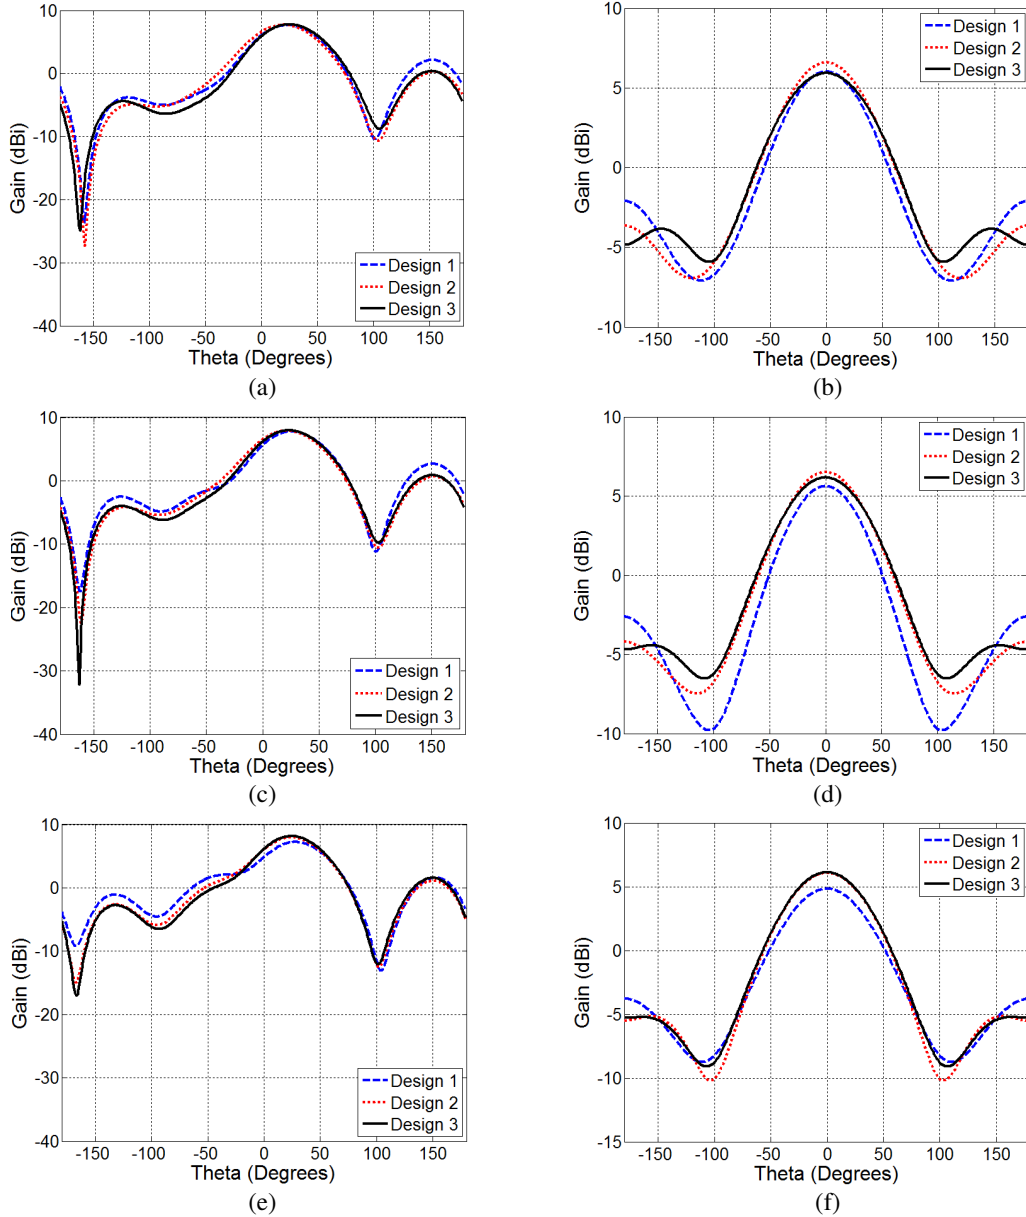 10
0
-10
-20
-30
-40
Gain (dBi)
-150 -100 -50 0 50 100 150
Theta (Degrees)
Design 1
Design 2
Design 3
(a)
10
5
0
-5
-10
Gain (dBi)
-150 -100 -50 0 50 100 150
Theta (Degrees)
Design 1
Design 2
Design 3
(b)
10
0
-10
-20
-30
-40
Gain (dBi)
-150 -100 -50 0 50 100 150
Theta (Degrees)
Design 1
Design 2
Design 3
(c)
10
5
0
-5
-10
Gain (dBi)
-150 -100 -50 0 50 100 150
Theta (Degrees)
Design 1
Design 2
Design 3
(d)
10
0
-10
-20
-30
-40
Gain (dBi)
-150 -100 -50 0 50 100 150
Theta (Degrees)
Design 1
Design 2
Design 3
(e)
10
5
0
-5
-10
-15
Gain (dBi)
-150 -100 -50 0 50 100 150
Theta (Degrees)
Design 1
Design 2
Design 3
(f)